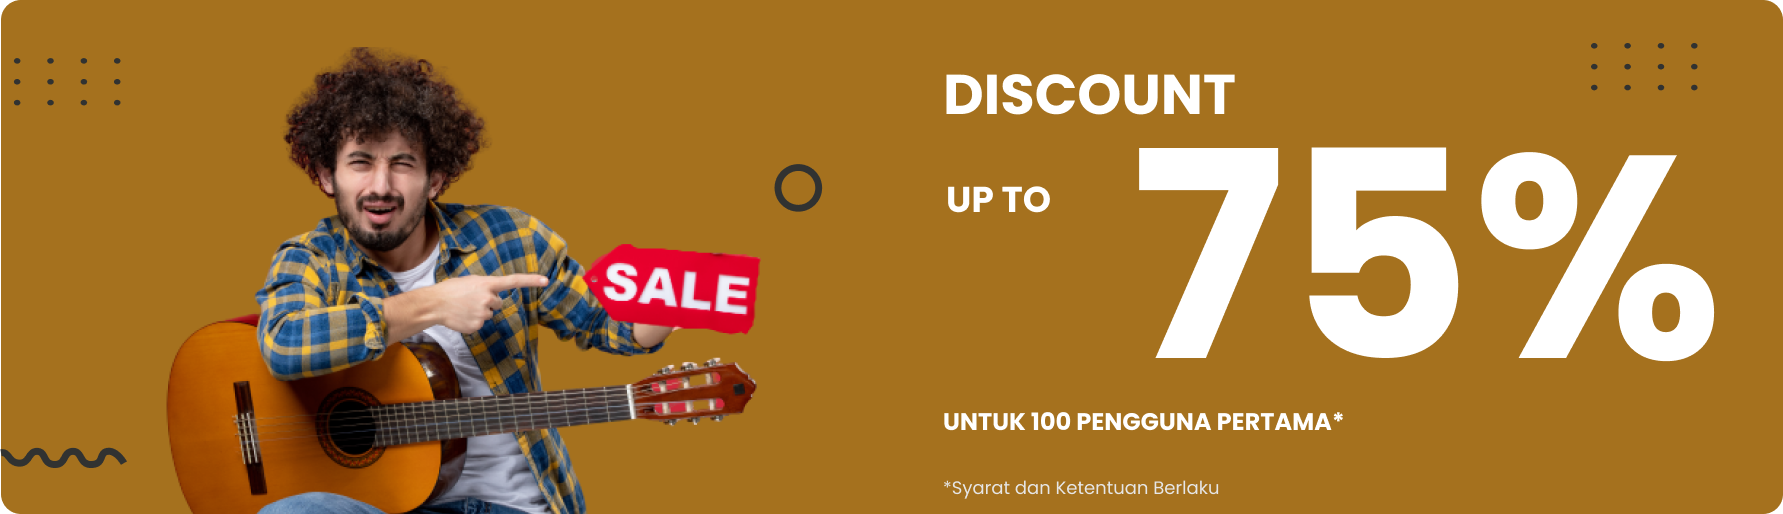 SALE
DISCOUNT
UP TO 75%
UNTUK 100 PENGGUNA PERTAMA*
*Syarat dan Ketentuan Berlaku